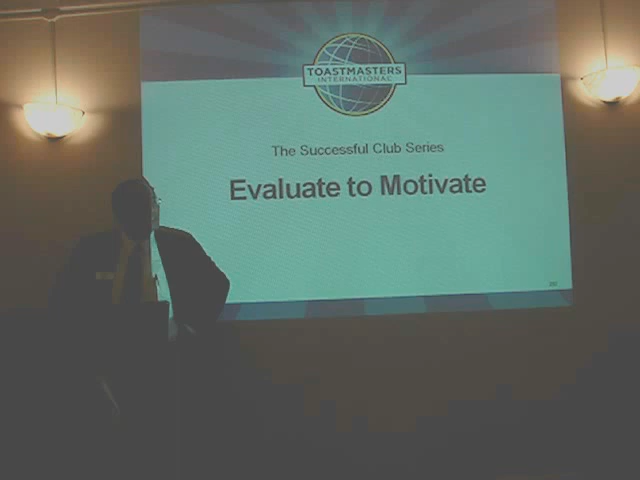 TOASTMASTERS
INTERNATIONAL
The Successful Club Series
Evaluate to Motivate